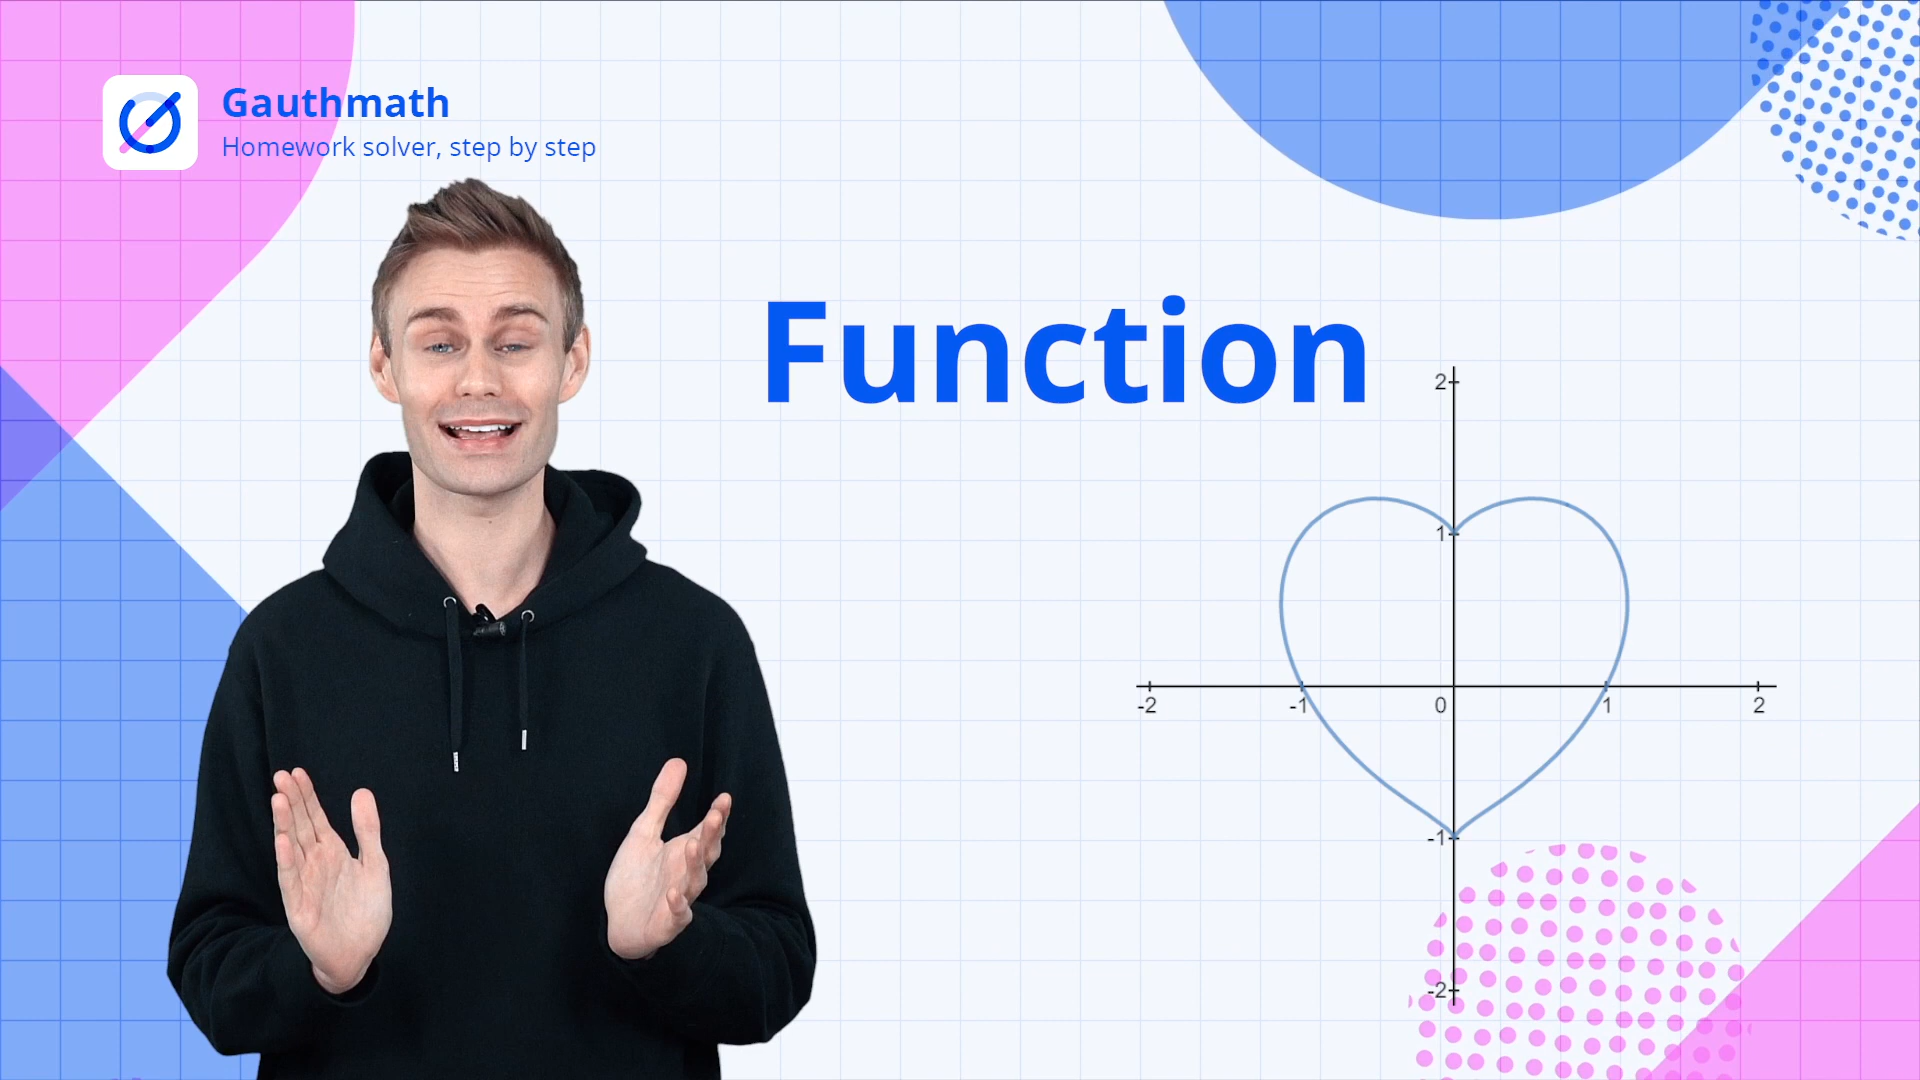 Gauthmath
Homework solver, step by step
Function
2
1
-2 -1 0 1 2
-1
-2